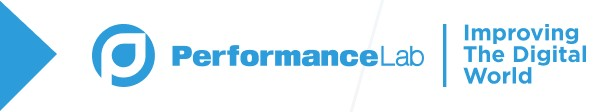 PerformanceLab
Improving
The Digital
World